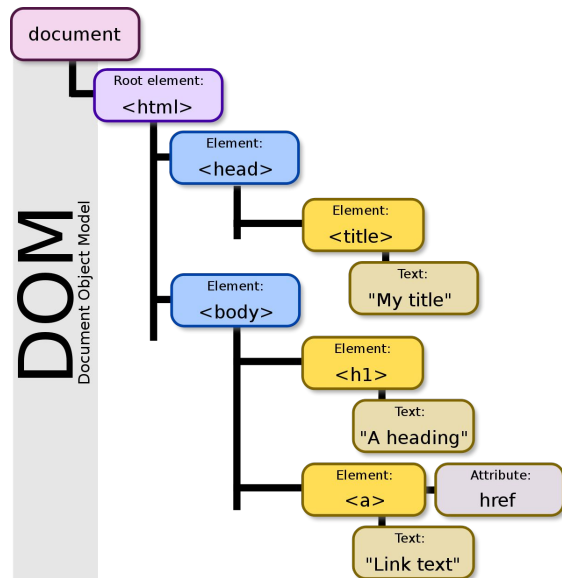 document
Root element:
<html>
Element:
<head>
Element:
<title>
Text:
"My title"
Element:
<body>
Element:
<h1>
Text:
"A heading"
Element:
<a>
Attribute:
href
Text:
"Link text"
DOM
Document Object Model